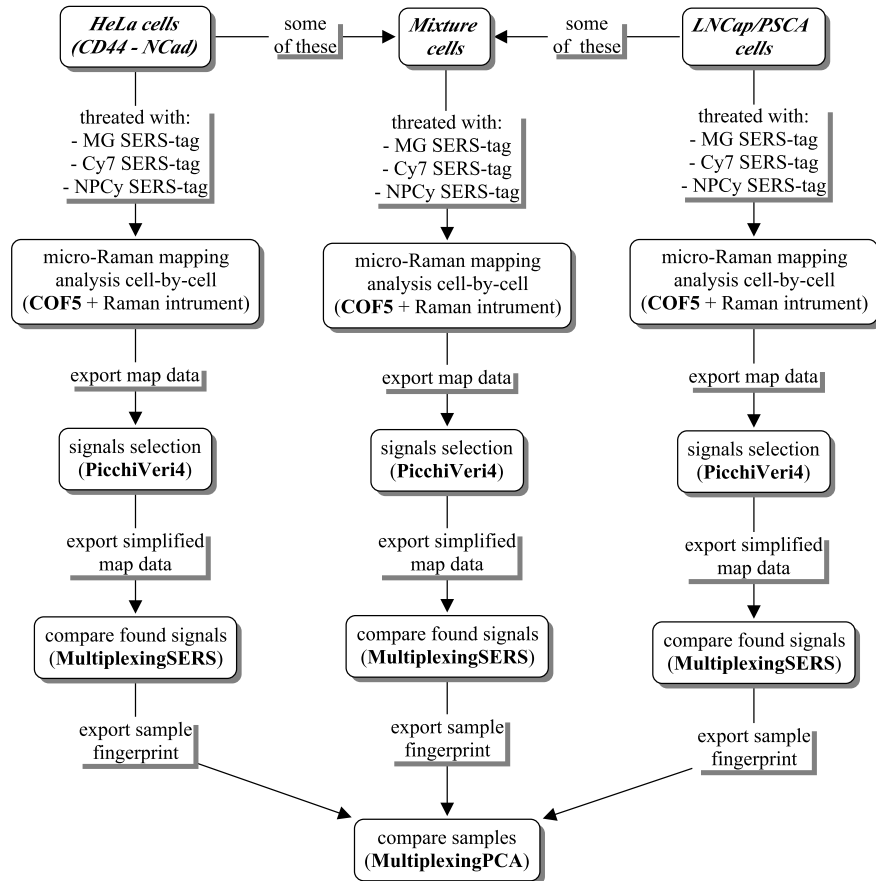 HeLa cells
(CD44 - NCad)
some
of these
Mixture
cells
some
of these
LNCap/PSCA
cells
threated with:
- MG SERS-tag
- Cy7 SERS-tag
- NPCy SERS-tag
threated with:
- MG SERS-tag
- Cy7 SERS-tag
- NPCy SERS-tag
threated with:
- MG SERS-tag
- Cy7 SERS-tag
- NPCy SERS-tag
micro-Raman mapping
analysis cell-by-cell
(COF5 + Raman intrument)
micro-Raman mapping
analysis cell-by-cell
(COF5 + Raman intrument)
micro-Raman mapping
analysis cell-by-cell
(COF5 + Raman intrument)
export map data
export map data
export map data
signals selection
(PicchiVeri4)
signals selection
(PicchiVeri4)
signals selection
(PicchiVeri4)
export simplified
map data
export simplified
map data
export simplified
map data
compare found signals
(MultiplexingSERS)
compare found signals
(MultiplexingSERS)
compare found signals
(MultiplexingSERS)
export sample
fingerprint
export sample
fingerprint
export sample
fingerprint
compare samples
(MultiplexingPCA)